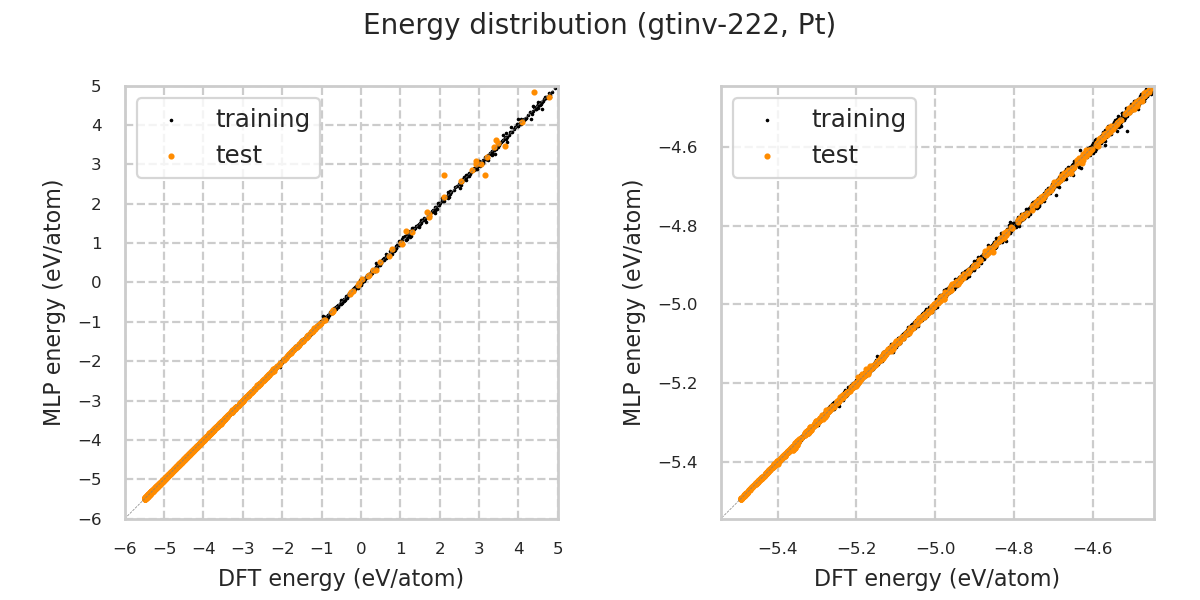 Energy distribution (gtinv-222, Pt)
training
test
5
4
3
2
1
0
−1
−2
−3
−4
−5
−6
−6 −5 −4 −3 −2 −1 0 1 2 3 4 5
MLP energy (eV/atom)
DFT energy (eV/atom)
training
test
−4.6
−4.8
−5.0
−5.2
−5.4
−5.4 −5.2 −5.0 −4.8 −4.6
MLP energy (eV/atom)
DFT energy (eV/atom)